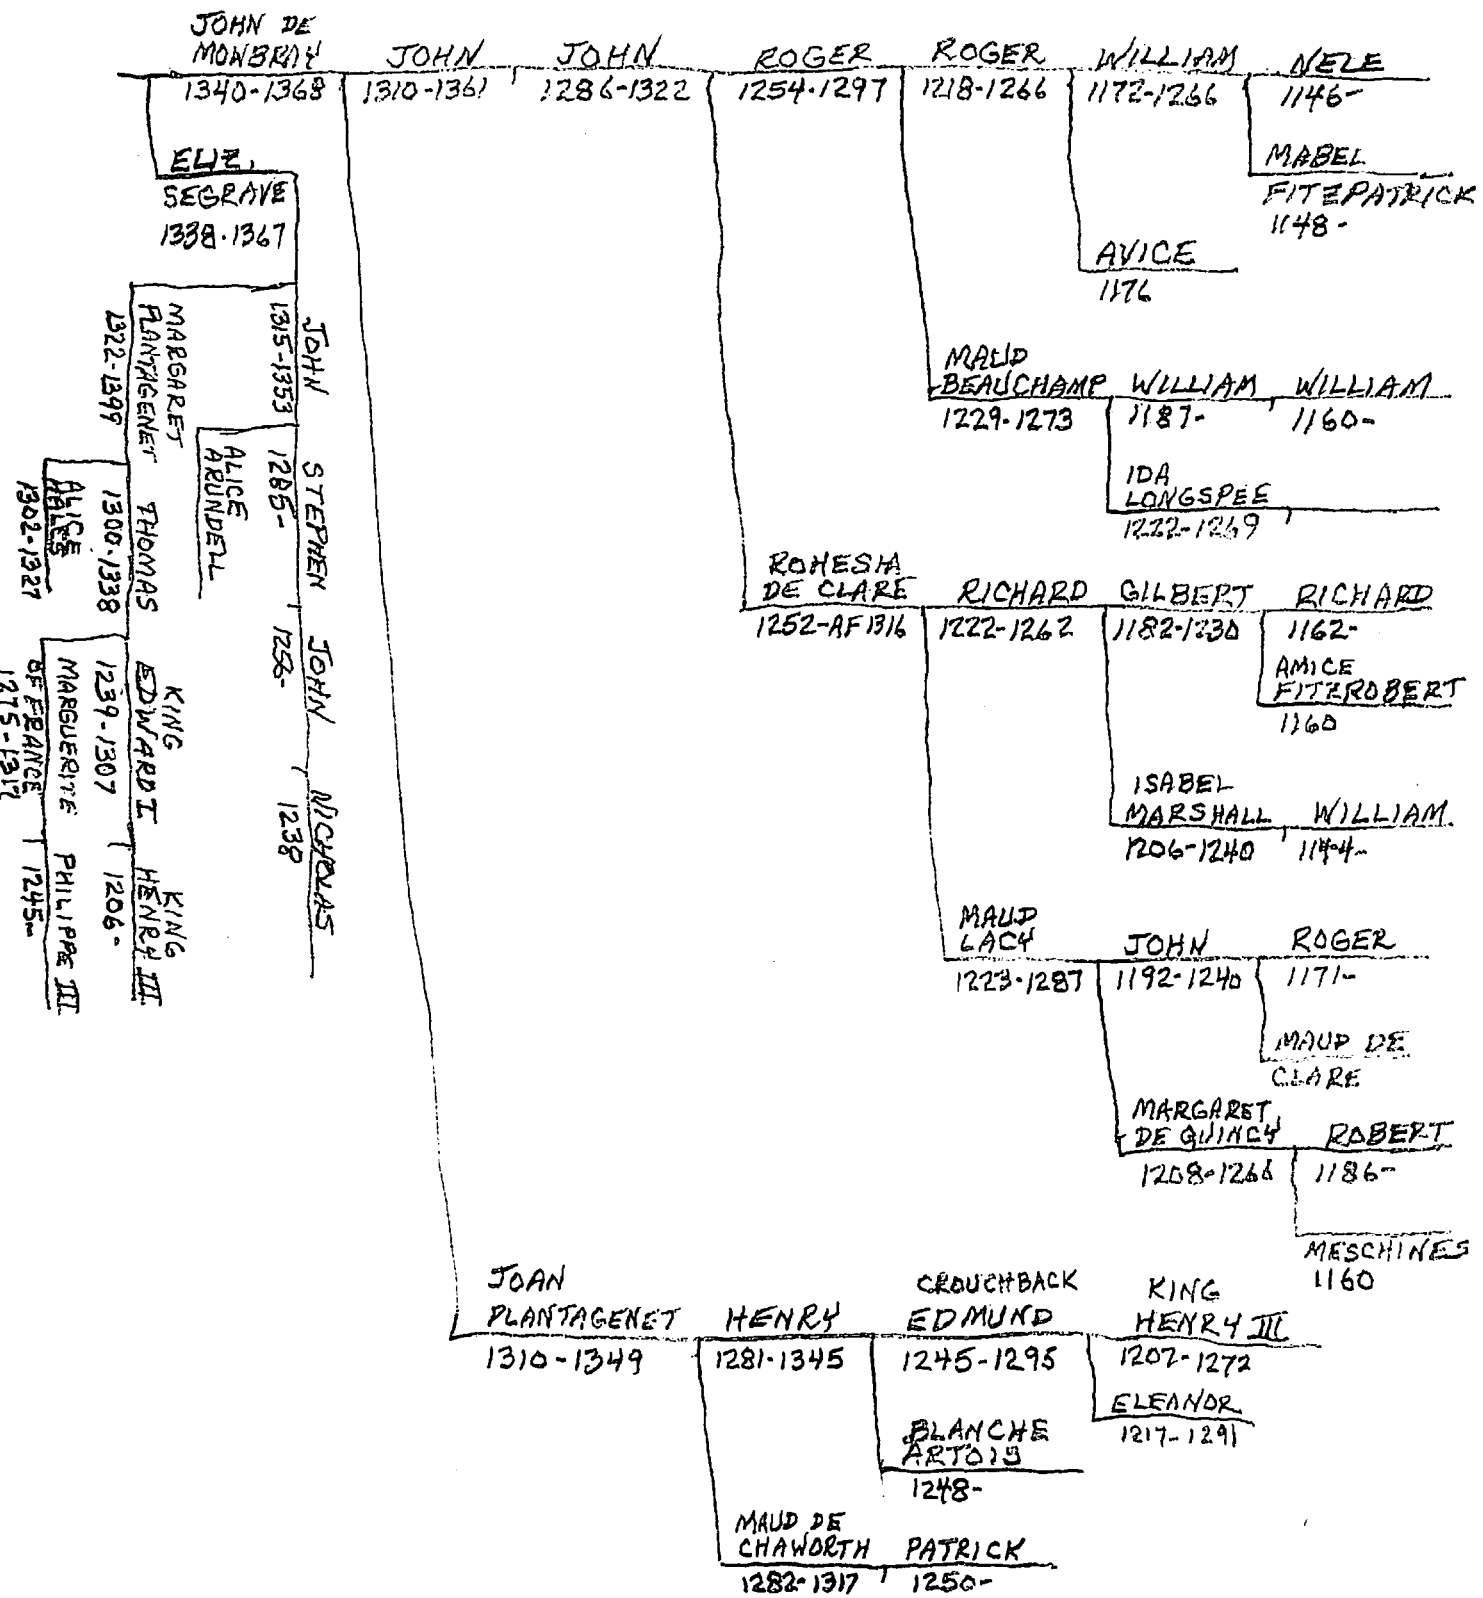 JOHN DE
MOWBRAY JOHN JOHN ROGER ROGER WILLIAM NELE
1340-1368 1310-1361 1286-1322 1254-1297 1218-1266 1172-1266 1146-
MABEL
FITZPATRICK
1148-
ELIZ.
SEGRAVE
1338-1367
AVICE
1176
MAUD
BEAUCHAMP WILLIAM WILLIAM
1229-1273 1187- 1160-
IDA
LONGSPEE
1222-1269
ROHESIA
DE CLARE RICHARD GILBERT RICHARD
1252-AF 1316 1222-1262 1182-1230 1162-
AMICE
FITZROBERT
1160
ISABEL
MARSHALL WILLIAM
1206-1240 1144-
MAUD
LACY JOHN ROGER
1223-1287 1192-1240 1171-
MAUD DE
CLARE
MARGARET
DE QUINCY ROBERT
1208-1266 1186-
MESCHINES
1160
JOAN
PLANTAGENET HENRY
1310-1349 1281-1345
CROUCHBACK
EDMUND
1245-1295
KING
HENRY III
1207-1272
ELEANOR
1217-1291
BLANCHE
ARTOIS
1248-
MAUD DE
CHAWORTH PATRICK
1282-1317 1250-
JOHN STEPHEN JOHN NICHOLAS
1315-1353 1285- 1256- 1238
ALICE
ARUNDELL
MARGARET
PLANTAGENET THOMAS
1322-1399 1300-1338
KING
EDWARD I
1239-1307
KING
HENRY III
1206-
ALICE
HALES
1302-1327
MARGUERITE PHILIPPE III
OF FRANCE 1245-
1275-1317